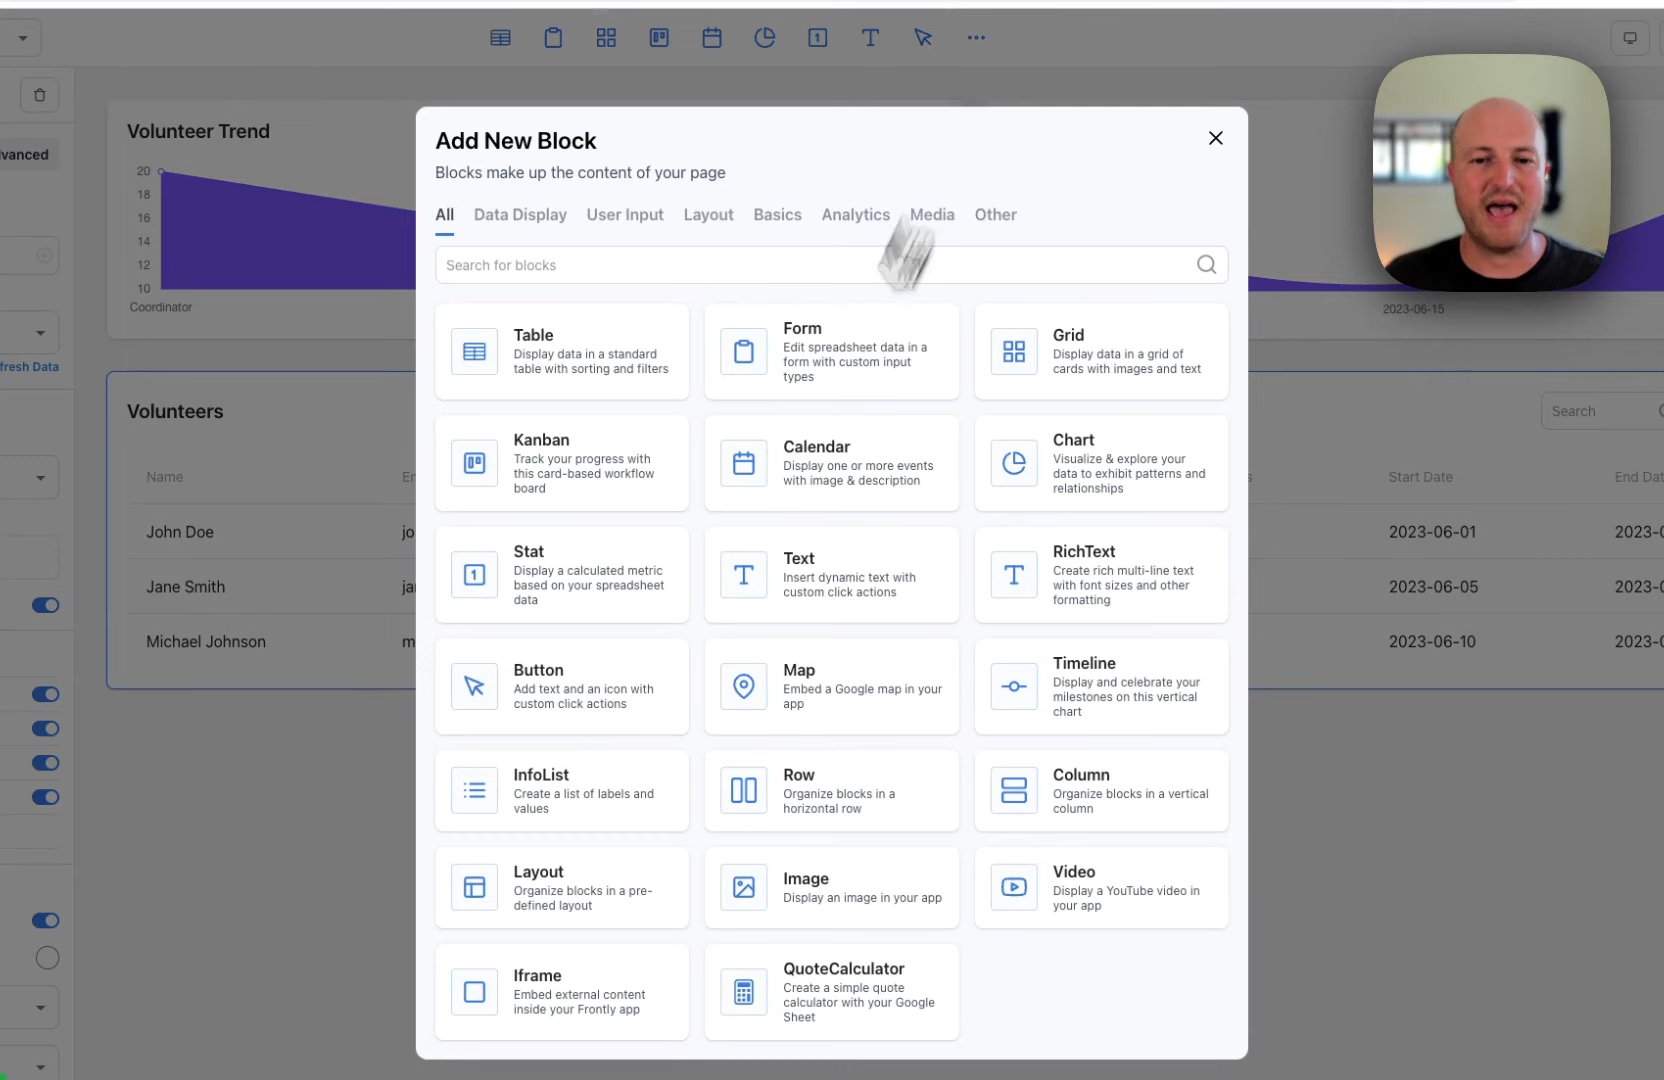 Volunteer Trend
20
18
16
14
12
10
Coordinator
2023-06-15
Advanced
Refresh Data
Volunteers
Search
Name
Start Date
John Doe
jo
2023-06-01
Jane Smith
jar
2023-06-05
Michael Johnson
m
2023-06-10
Add New Block
Blocks make up the content of your page
All Data Display User Input Layout Basics Analytics Media Other
Search for blocks
Table
Display data in a standard
table with sorting and filters
Form
Edit spreadsheet data in a
form with custom input
types
Grid
Display data in a grid of
cards with images and text
Kanban
Track your progress with
this card-based workflow
board
Calendar
Display one or more events
with image & description
Chart
Visualize & explore your
data to exhibit patterns and
relationships
Stat
Display a calculated metric
based on your spreadsheet
data
Text
Insert dynamic text with
custom click actions
RichText
Create rich multi-line text
with font sizes and other
formatting
Button
Add text and an icon with
custom click actions
Map
Embed a Google map in your
app
Timeline
Display and celebrate your
milestones on this vertical
chart
InfoList
Create a list of labels and
values
Row
Organize blocks in a
horizontal row
Column
Organize blocks in a vertical
column
Layout
Organize blocks in a pre-
defined layout
Image
Display an image in your app
Video
Display a YouTube video in
your app
Iframe
Embed external content
inside your Frontly app
QuoteCalculator
Create a simple quote
calculator with your Google
Sheet